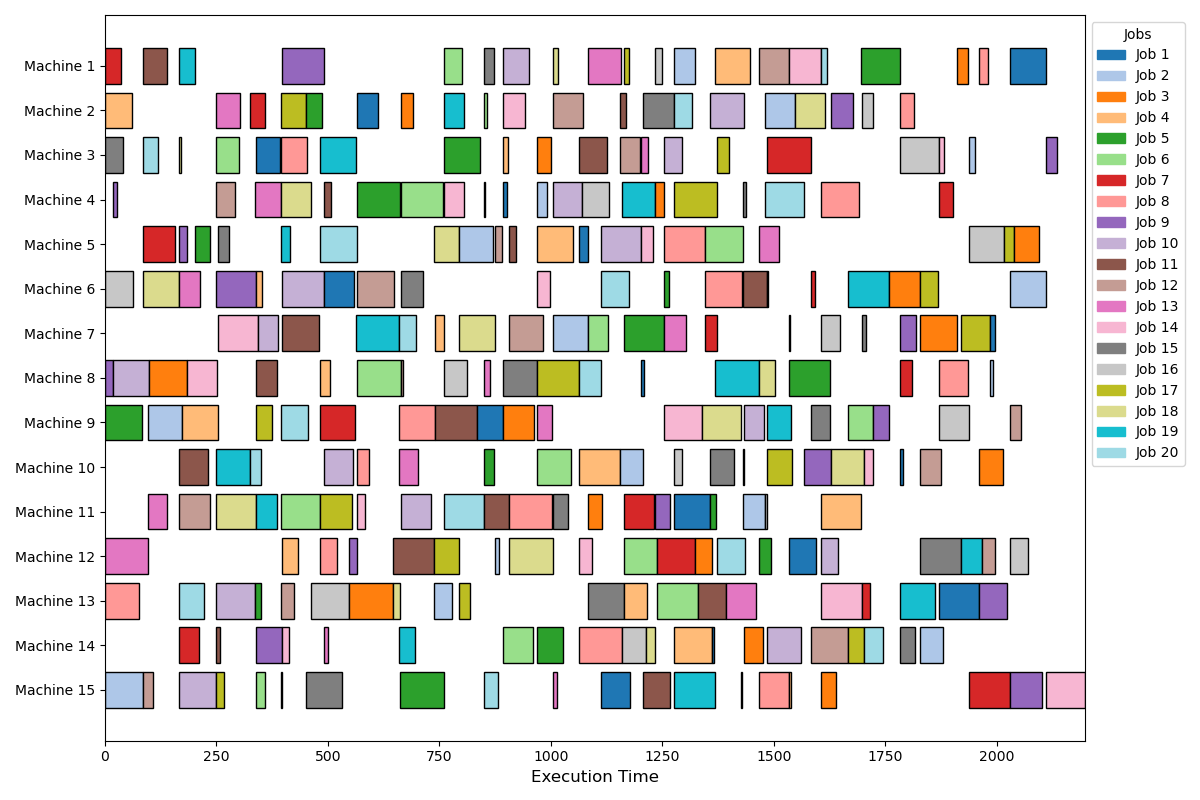 Machine 1
Machine 2
Machine 3
Machine 4
Machine 5
Machine 6
Machine 7
Machine 8
Machine 9
Machine 10
Machine 11
Machine 12
Machine 13
Machine 14
Machine 15
0 250 500 750 1000 1250 1500 1750 2000
Execution Time
Jobs
Job 1
Job 2
Job 3
Job 4
Job 5
Job 6
Job 7
Job 8
Job 9
Job 10
Job 11
Job 12
Job 13
Job 14
Job 15
Job 16
Job 17
Job 18
Job 19
Job 20